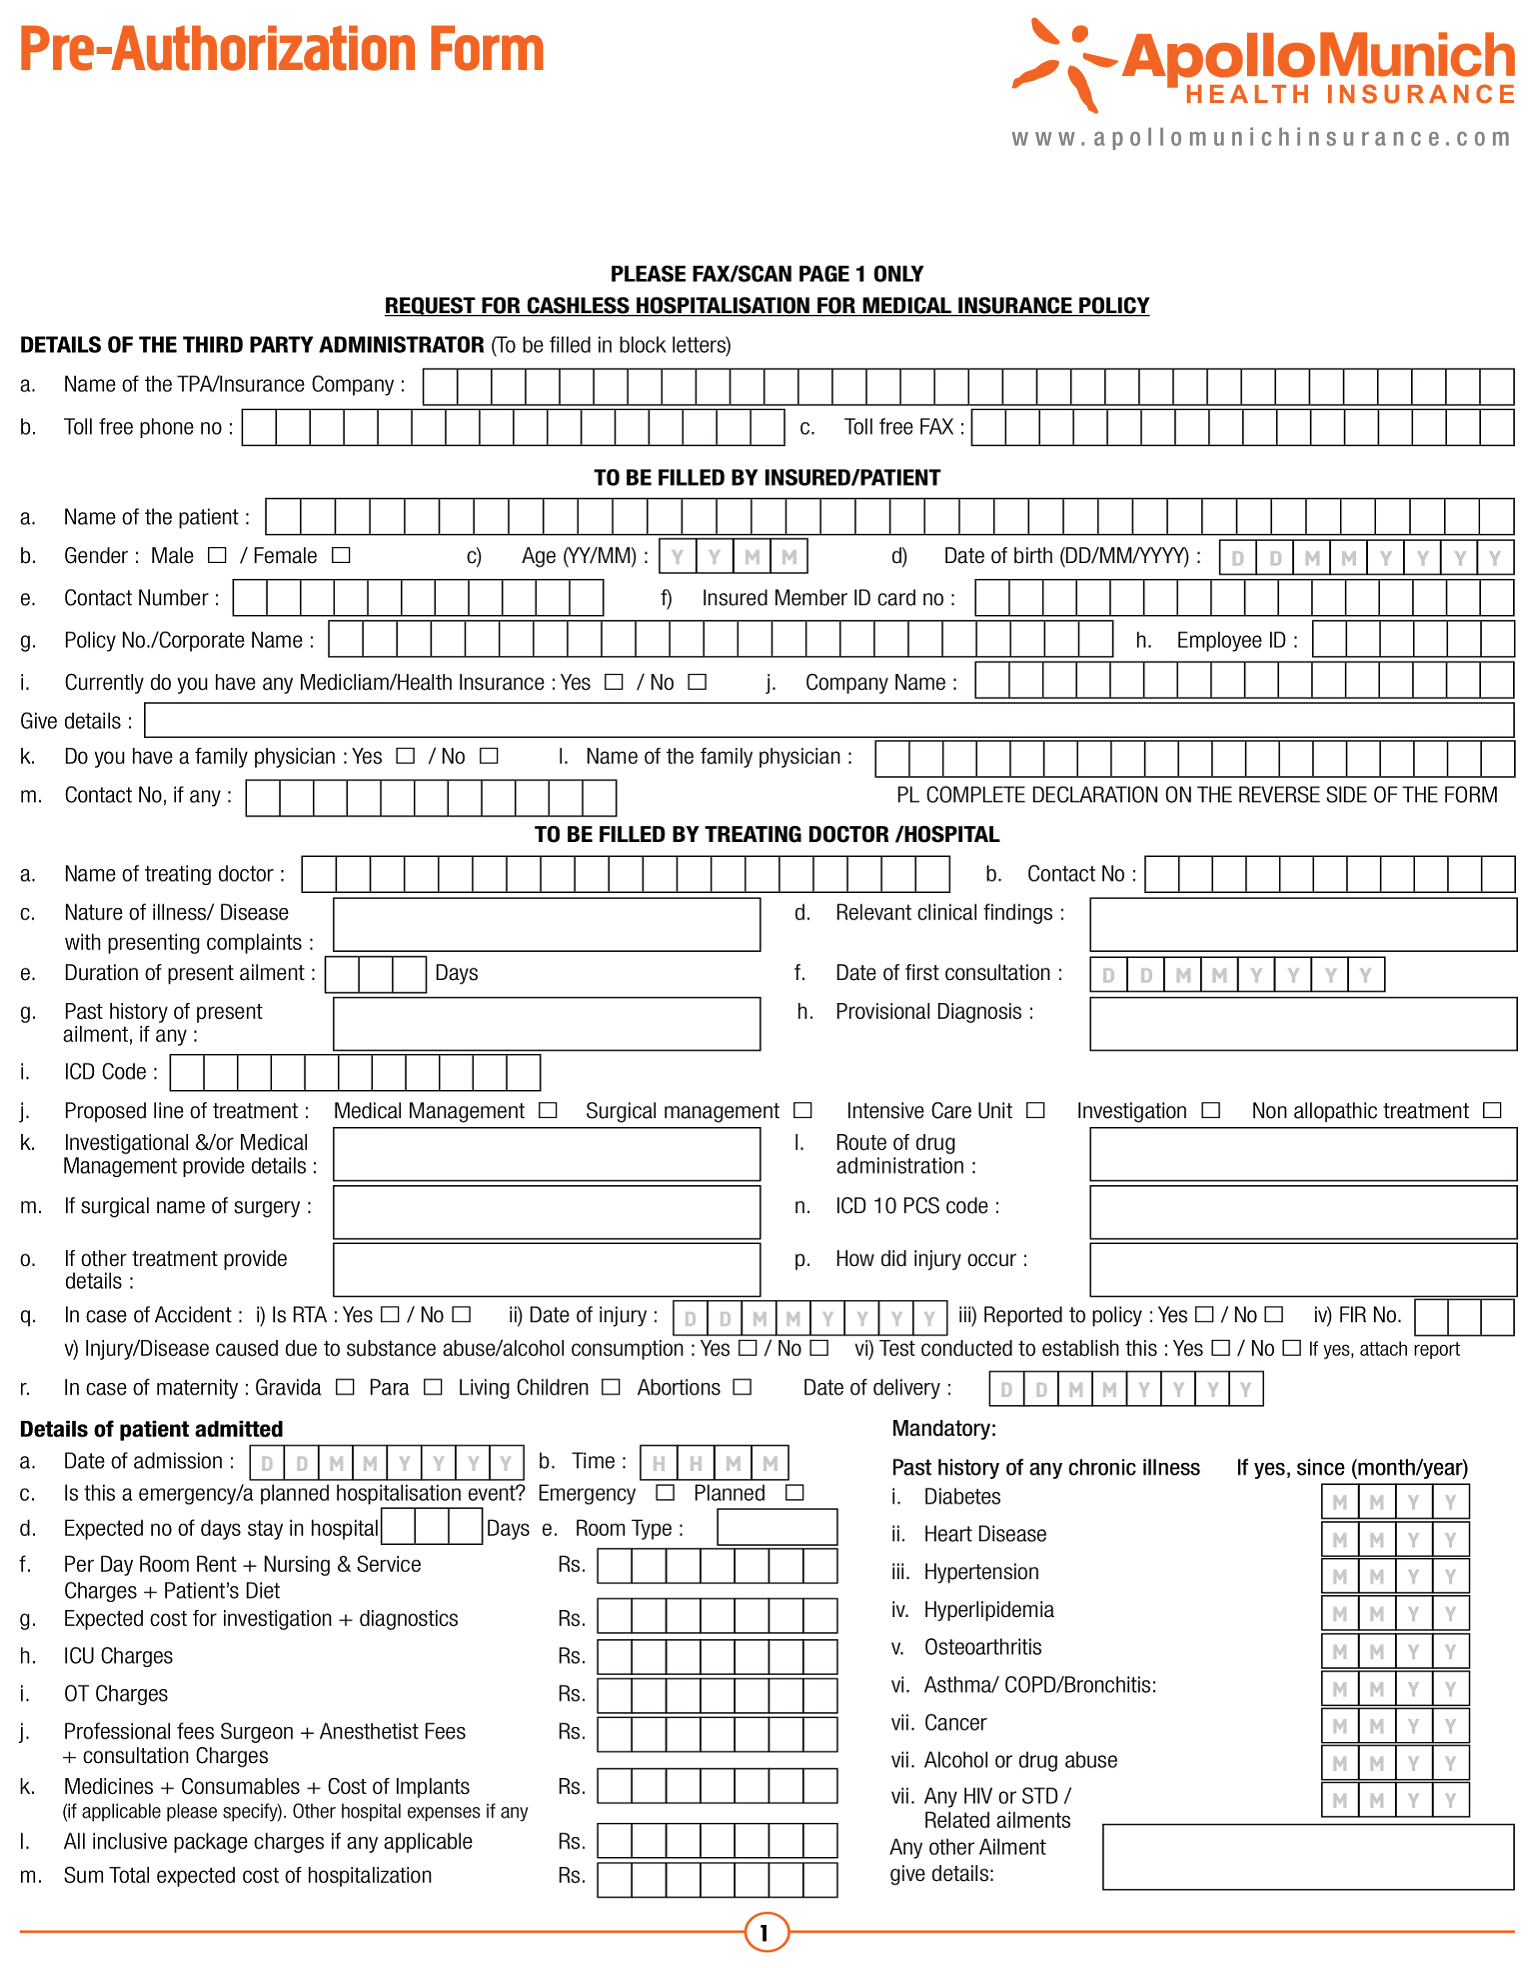 Pre-Authorization Form
ApolloMunich
HEALTH INSURANCE
www.apollomunichinsurance.com
PLEASE FAX/SCAN PAGE 1 ONLY
REQUEST FOR CASHLESS HOSPITALISATION FOR MEDICAL INSURANCE POLICY
DETAILS OF THE THIRD PARTY ADMINISTRATOR (To be filled in block letters)
a. Name of the TPA/Insurance Company :
b. Toll free phone no : c. Toll free FAX :
TO BE FILLED BY INSURED/PATIENT
a. Name of the patient :
b. Gender : Male / Female c) Age (YY/MM) : Y Y M M d) Date of birth (DD/MM/YYYY) : D D M M Y Y Y Y
e. Contact Number : f) Insured Member ID card no :
g. Policy No./Corporate Name : h. Employee ID :
i. Currently do you have any Medicliam/Health Insurance : Yes / No j. Company Name :
Give details :
k. Do you have a family physician : Yes / No l. Name of the family physician :
m. Contact No, if any : PL COMPLETE DECLARATION ON THE REVERSE SIDE OF THE FORM
TO BE FILLED BY TREATING DOCTOR /HOSPITAL
a. Name of treating doctor : b. Contact No :
c. Nature of illness/ Disease d. Relevant clinical findings :
with presenting complaints :
e. Duration of present ailment : Days f. Date of first consultation : D D M M Y Y Y Y
g. Past history of present h. Provisional Diagnosis :
ailment, if any :
i. ICD Code :
j. Proposed line of treatment : Medical Management Surgical management Intensive Care Unit Investigation Non allopathic treatment
k. Investigational &/or Medical l. Route of drug
Management provide details : administration :
m. If surgical name of surgery : n. ICD 10 PCS code :
o. If other treatment provide p. How did injury occur :
details :
q. In case of Accident : i) Is RTA : Yes / No ii) Date of injury : D D M M Y Y Y Y iii) Reported to policy : Yes / No iv) FIR No.
v) Injury/Disease caused due to substance abuse/alcohol consumption : Yes / No vi) Test conducted to establish this : Yes / No If yes, attach report
r. In case of maternity : Gravida Para Living Children Abortions Date of delivery : D D M M Y Y Y Y
Details of patient admitted
a. Date of admission : D D M M Y Y Y Y b. Time : H H M M
c. Is this a emergency/a planned hospitalisation event? Emergency Planned
d. Expected no of days stay in hospital Days e. Room Type :
f. Per Day Room Rent + Nursing & Service Rs.
Charges + Patient's Diet
g. Expected cost for investigation + diagnostics Rs.
h. ICU Charges Rs.
i. OT Charges Rs.
j. Professional fees Surgeon + Anesthetist Fees Rs.
+ consultation Charges
k. Medicines + Consumables + Cost of Implants Rs.
(if applicable please specify). Other hospital expenses if any
l. All inclusive package charges if any applicable Rs.
m. Sum Total expected cost of hospitalization Rs.
Mandatory:
Past history of any chronic illness If yes, since (month/year)
i. Diabetes M M Y Y
ii. Heart Disease M M Y Y
iii. Hypertension M M Y Y
iv. Hyperlipidemia M M Y Y
v. Osteoarthritis M M Y Y
vi. Asthma/ COPD/Bronchitis: M M Y Y
vii. Cancer M M Y Y
vii. Alcohol or drug abuse M M Y Y
vii. Any HIV or STD / M M Y Y
Related ailments
Any other Ailment
give details:
1